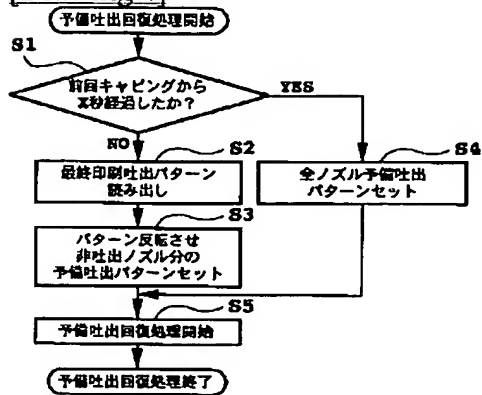 予備吐出回復処理開始
S1
前回キャピングから
X秒経過したか？
YES
NO
S2
最終印刷吐出パターン
読み出し
S4
全ノズル予備吐出
パターンセット
S3
パターン反転させ
非吐出ノズル分の
予備吐出パターンセット
S5
予備吐出回復処理開始
予備吐出回復処理終了